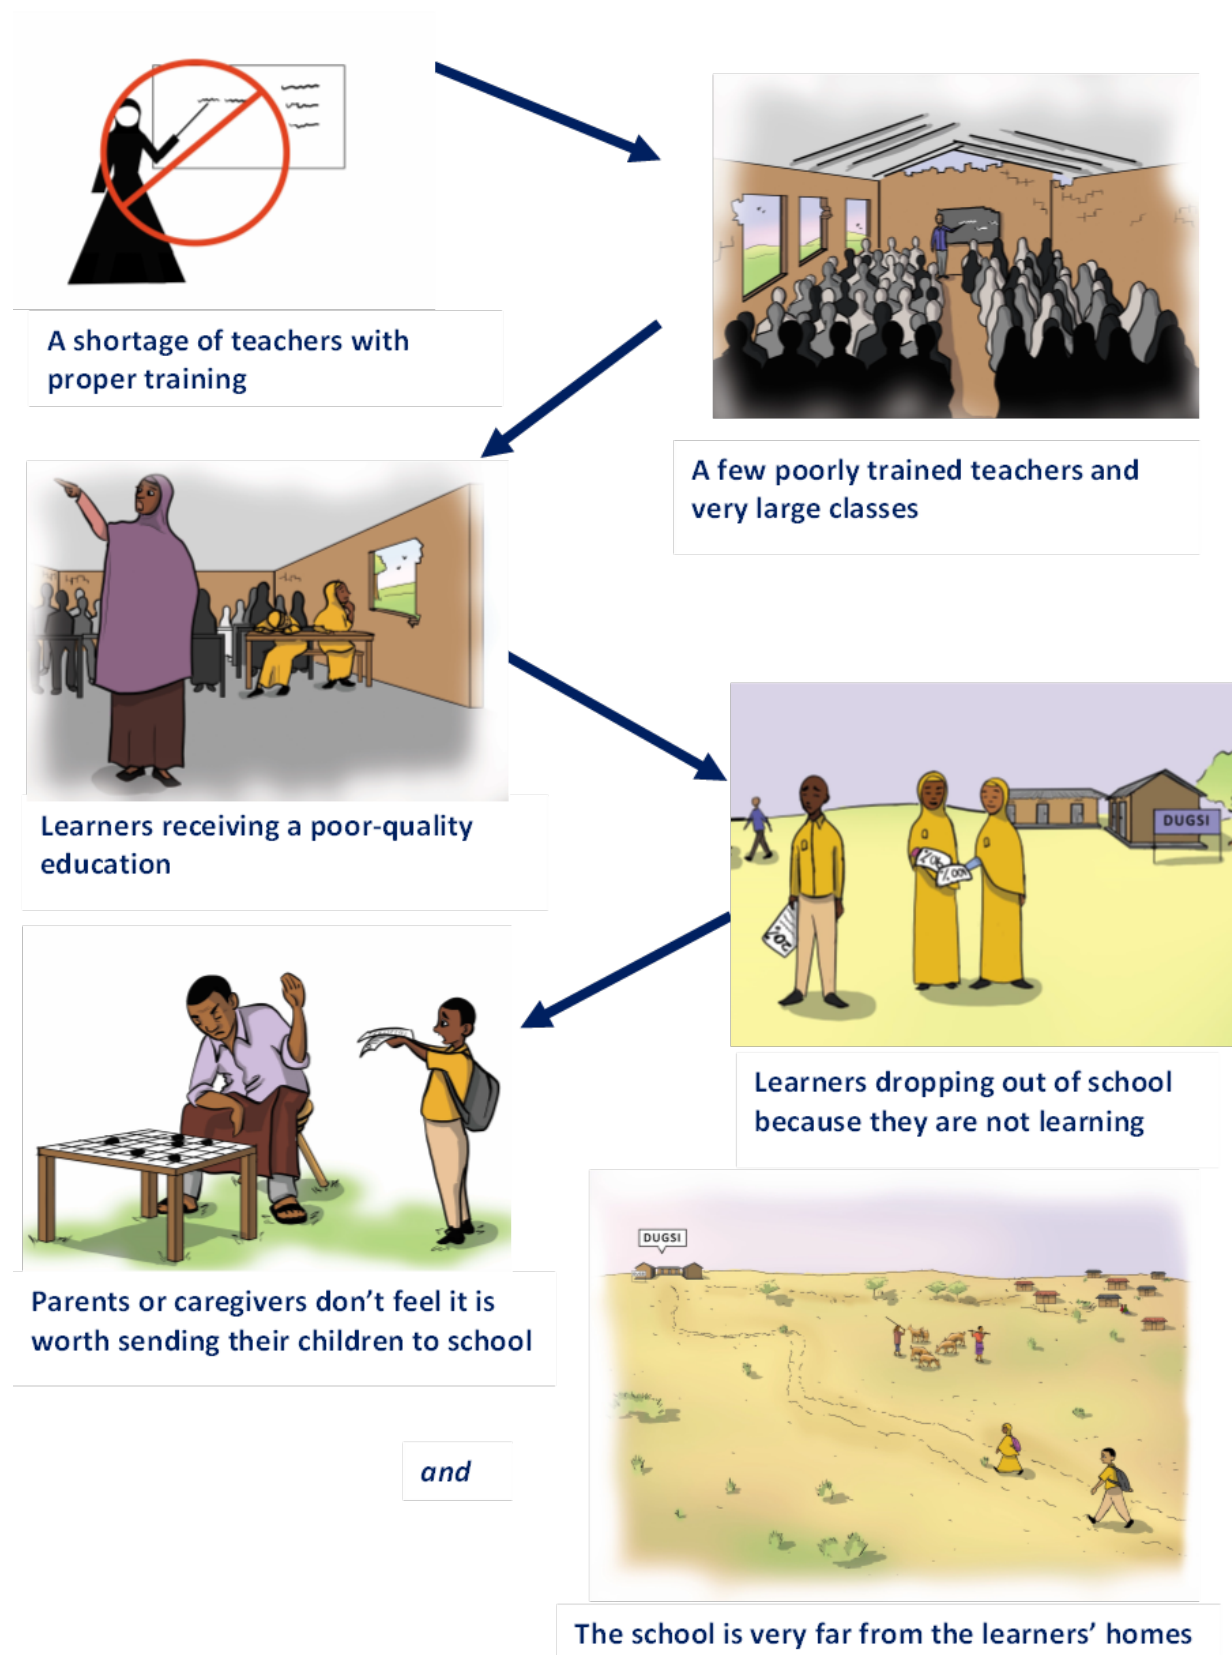 A shortage of teachers with
proper training
A few poorly trained teachers and
very large classes
Learners receiving a poor-quality
education
DUGSI
20%
Learners dropping out of school
because they are not learning
Parents or caregivers don't feel it is
worth sending their children to school
and
DUGSI
The school is very far from the learners' homes